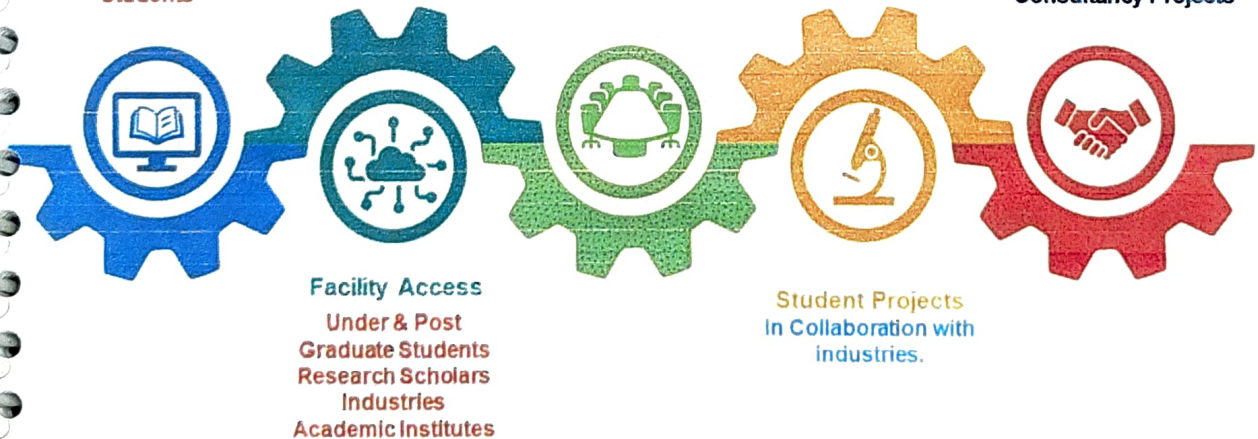 Students
Consultancy Projects
Facility Access
Under & Post
Graduate Students
Research Scholars
Industries
Academic Institutes
Student Projects
in Collaboration with
industries.